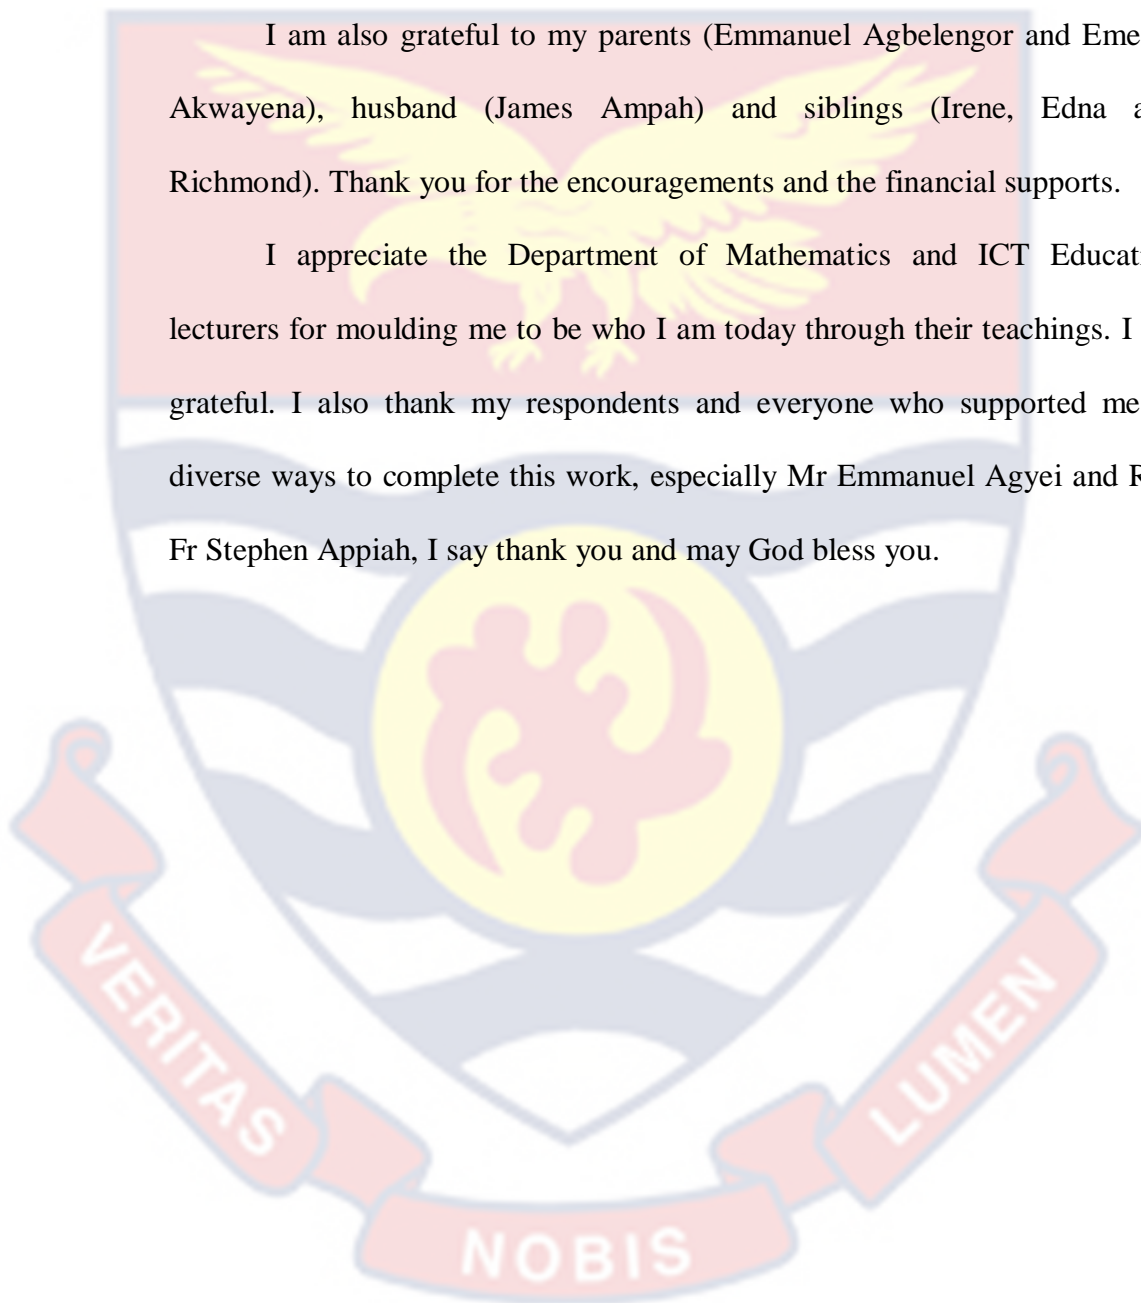 I am also grateful to my parents (Emmanuel Agbelengor and Eme
Akwayena), husband (James Ampah) and siblings (Irene, Edna a
Richmond). Thank you for the encouragements and the financial supports.
I appreciate the Department of Mathematics and ICT Educati
lecturers for moulding me to be who I am today through their teachings. I
grateful. I also thank my respondents and everyone who supported me
diverse ways to complete this work, especially Mr Emmanuel Agyei and R
Fr Stephen Appiah, I say thank you and may God bless you.
VERITAS
NOBIS
LUMEN